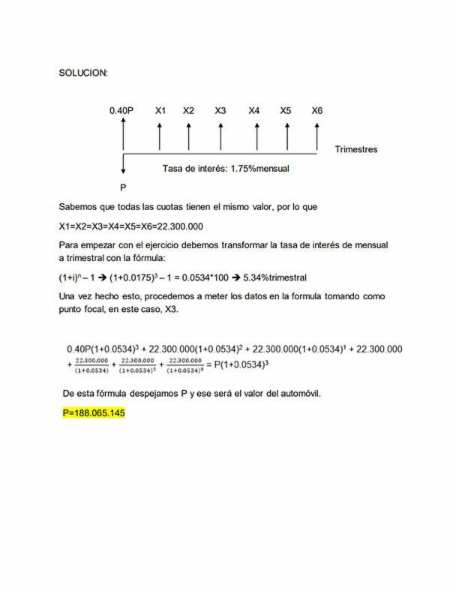 SOLUCION:
0.40P X1 X2 X3 X4 X5 X6
Trimestres
Tasa de interés: 1.75%mensual
P
Sabemos que todas las cuotas tienen el mismo valor, por lo que
X1=X2=X3=X4=X5=X6=22.300.000
Para empezar con el ejercicio debemos transformar la tasa de interés de mensual
a trimestral con la fórmula:
(1+i)ⁿ – 1 ➔ (1+0.0175)³ – 1 = 0.0534*100 ➔ 5.34%trimestral
Una vez hecho esto, procedemos a meter los datos en la formula tomando como
punto focal, en este caso, X3.
0.40P(1+0.0534)³ + 22.300.000(1+0.0534)² + 22.300.000(1+0.0534)¹ + 22.300.000
+ 22.300.000/(1+0.0534) + 22.300.000/(1+0.0534)² + 22.300.000/(1+0.0534)³ = P(1+0.0534)³
De esta fórmula despejamos P y ese será el valor del automóvil.
P=188.065.145